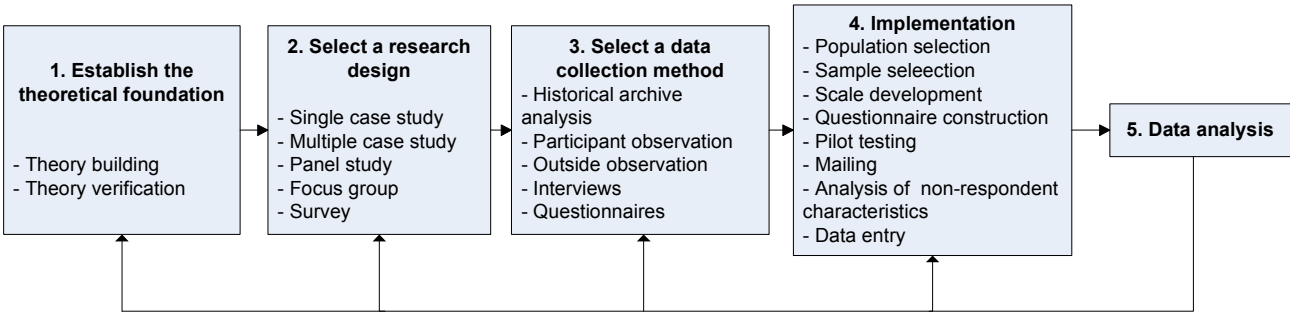 1. Establish the
theoretical foundation
- Theory building
- Theory verification
2. Select a research
design
- Single case study
- Multiple case study
- Panel study
- Focus group
- Survey
3. Select a data
collection method
- Historical archive
analysis
- Participant observation
- Outside observation
- Interviews
- Questionnaires
4. Implementation
- Population selection
- Sample seleection
- Scale development
- Questionnaire construction
- Pilot testing
- Mailing
- Analysis of  non-respondent
characteristics
- Data entry
5. Data analysis